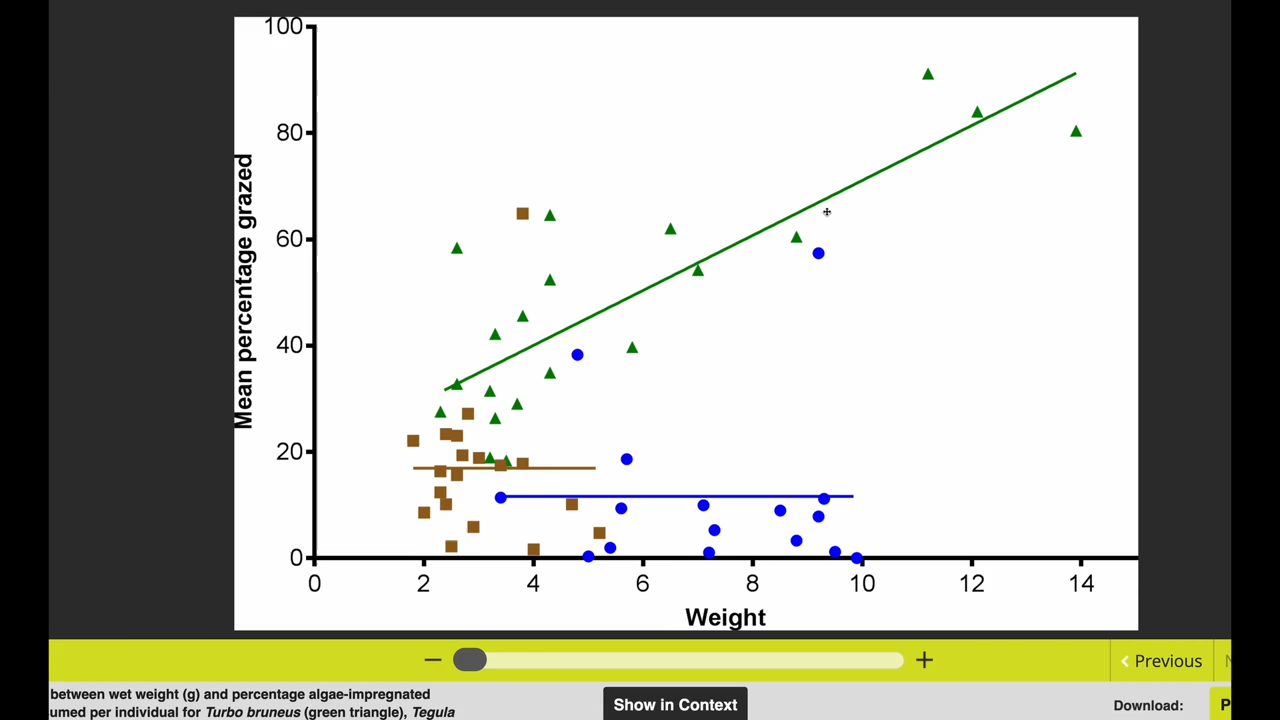 100
80
60
40
20
0
0 2 4 6 8 10 12 14
Mean percentage grazed
Weight
− +
‹ Previous
between wet weight (g) and percentage algae-impregnated
umed per individual for Turbo bruneus (green triangle), Tegula
Show in Context
Download:
P